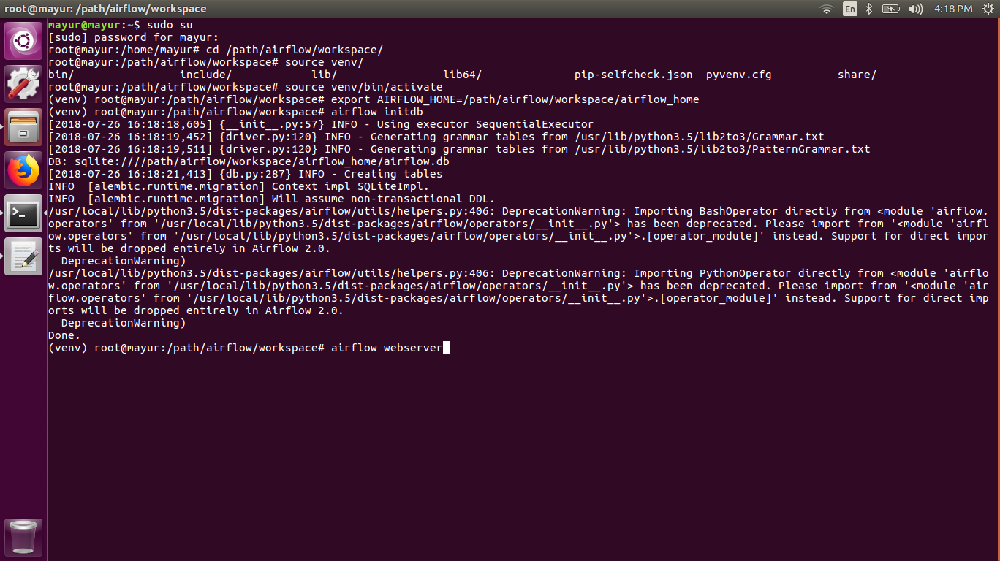 root@mayur: /path/airflow/workspace
En
4:18 PM
mayur@mayur:~$ sudo su
[sudo] password for mayur:
root@mayur:/home/mayur# cd /path/airflow/workspace/
root@mayur:/path/airflow/workspace# source venv/
bin/ include/ lib/ lib64/ pip-selfcheck.json pyvenv.cfg share/
root@mayur:/path/airflow/workspace# source venv/bin/activate
(venv) root@mayur:/path/airflow/workspace# export AIRFLOW_HOME=/path/airflow/workspace/airflow_home
(venv) root@mayur:/path/airflow/workspace# airflow initdb
[2018-07-26 16:18:18,605] {__init__.py:57} INFO - Using executor SequentialExecutor
[2018-07-26 16:18:19,452] {driver.py:120} INFO - Generating grammar tables from /usr/lib/python3.5/lib2to3/Grammar.txt
[2018-07-26 16:18:19,511] {driver.py:120} INFO - Generating grammar tables from /usr/lib/python3.5/lib2to3/PatternGrammar.txt
DB: sqlite:////path/airflow/workspace/airflow_home/airflow.db
[2018-07-26 16:18:21,413] {db.py:287} INFO - Creating tables
INFO  [alembic.runtime.migration] Context impl SQLiteImpl.
INFO  [alembic.runtime.migration] Will assume non-transactional DDL.
/usr/local/lib/python3.5/dist-packages/airflow/utils/helpers.py:406: DeprecationWarning: Importing BashOperator directly from <module 'airflow.
operators' from '/usr/local/lib/python3.5/dist-packages/airflow/operators/__init__.py'> has been deprecated. Please import from '<module 'airfl
ow.operators' from '/usr/local/lib/python3.5/dist-packages/airflow/operators/__init__.py'>.[operator_module]' instead. Support for direct impor
ts will be dropped entirely in Airflow 2.0.
  DeprecationWarning)
/usr/local/lib/python3.5/dist-packages/airflow/utils/helpers.py:406: DeprecationWarning: Importing PythonOperator directly from <module 'airflo
w.operators' from '/usr/local/lib/python3.5/dist-packages/airflow/operators/__init__.py'> has been deprecated. Please import from '<module 'air
flow.operators' from '/usr/local/lib/python3.5/dist-packages/airflow/operators/__init__.py'>.[operator_module]' instead. Support for direct imp
orts will be dropped entirely in Airflow 2.0.
  DeprecationWarning)
Done.
(venv) root@mayur:/path/airflow/workspace# airflow webserver